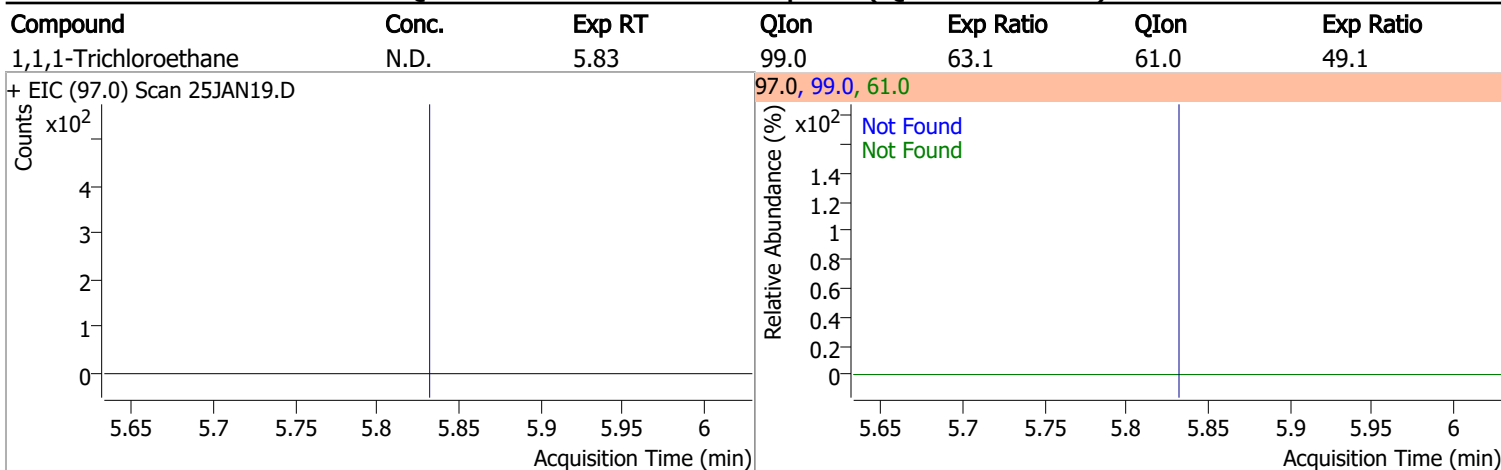 Compound Conc. Exp RT QIon Exp Ratio QIon Exp Ratio
1,1,1-Trichloroethane N.D. 5.83 99.0 63.1 61.0 49.1
+ EIC (97.0) Scan 25JAN19.D
Counts
x10²
4
3
2
1
0
5.65 5.7 5.75 5.8 5.85 5.9 5.95 6
Acquisition Time (min)
97.0, 99.0, 61.0
Relative Abundance (%)
x10²
Not Found
Not Found
1.4
1.2
1
0.8
0.6
0.4
0.2
0
5.65 5.7 5.75 5.8 5.85 5.9 5.95 6
Acquisition Time (min)